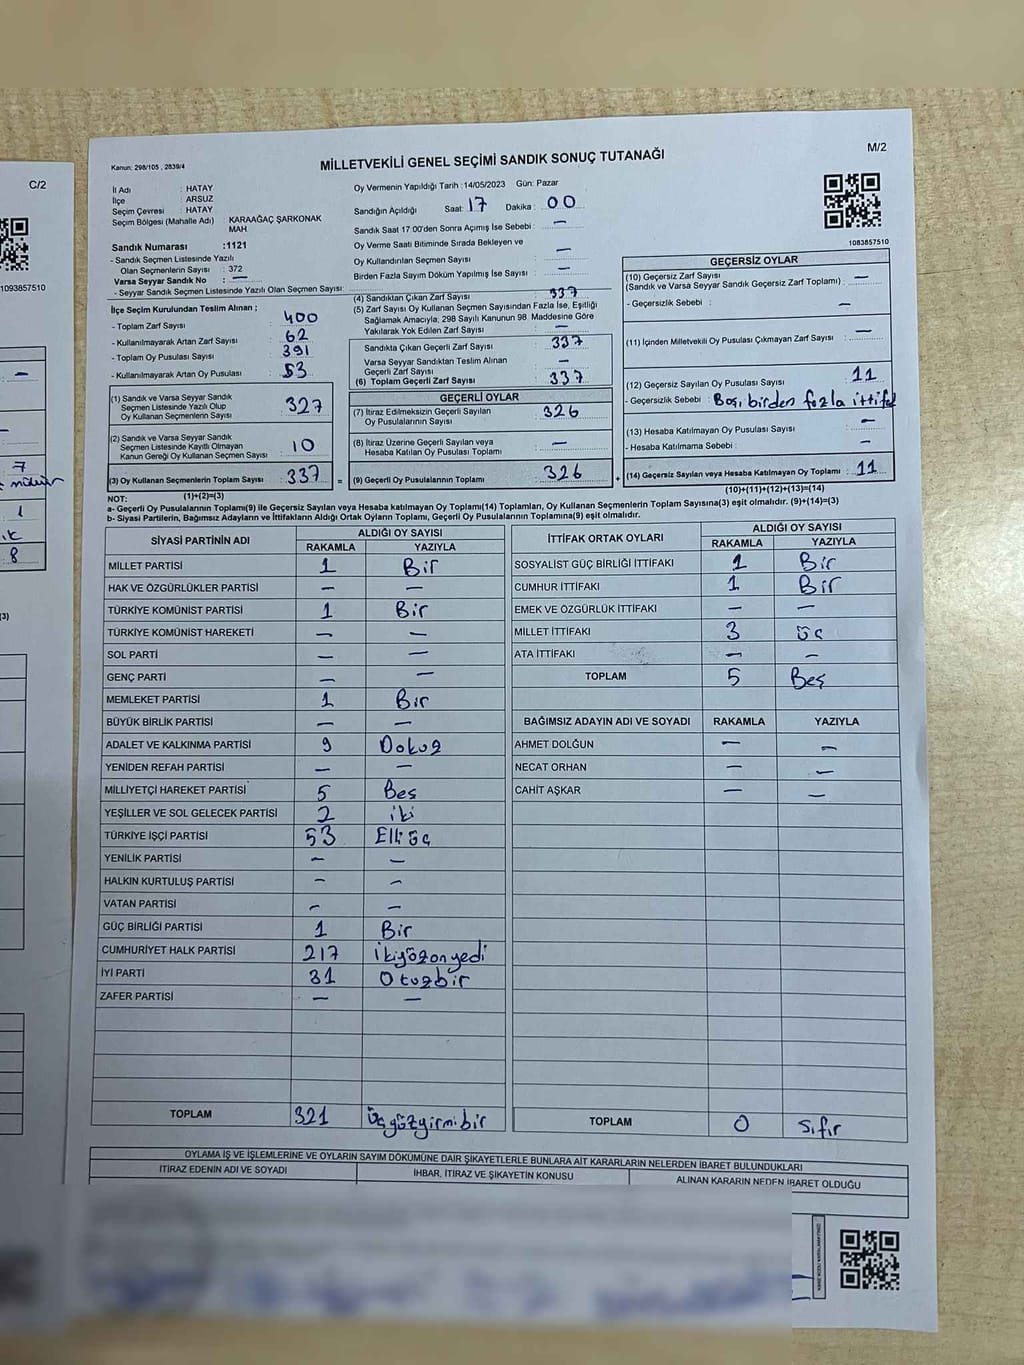 C/2
1093857510
7
1
8
Kanun: 298/105 , 2839/4
MİLLETVEKİLİ GENEL SEÇİMİ SANDIK SONUÇ TUTANAĞI
M/2
İl Adı : HATAY
İlçe : ARSUZ
Seçim Çevresi : HATAY
Seçim Bölgesi (Mahalle Adı) KARAAĞAÇ ŞARKONAK
MAH.
Sandık Numarası :1121
- Sandık Seçmen Listesinde Yazılı
Olan Seçmenlerin Sayısı : 372
Varsa Seyyar Sandık No : —
- Seyyar Sandık Seçmen Listesinde Yazılı Olan Seçmen Sayısı:
Oy Vermenin Yapıldığı Tarih :14/05/2023 Gün: Pazar
Sandığın Açıldığı Saat: 17 Dakika : 00
Sandık Saat 17:00'den Sonra Açımış İse Sebebi : —
Oy Verme Saati Bitiminde Sırada Bekleyen ve
Oy Kullandırılan Seçmen Sayısı : —
Birden Fazla Sayım Döküm Yapılmış İse Sayısı : —
1083857510
İlçe Seçim Kurulundan Teslim Alınan ;
- Toplam Zarf Sayısı : 400
- Kullanılmayarak Artan Zarf Sayısı : 62
- Toplam Oy Pusulası Sayısı : 391
- Kullanılmayarak Artan Oy Pusulası : 53
(1) Sandık ve Varsa Seyyar Sandık
Seçmen Listesinde Yazılı Olup
Oy Kullanan Seçmenlerin Sayısı : 327
(2) Sandık ve Varsa Seyyar Sandık
Seçmen Listesinde Kayıtlı Olmayan
Kanun Gereği Oy Kullanan Seçmen Sayısı : 10
(3) Oy Kullanan Seçmenlerin Toplam Sayısı : 337
(1)+(2)=(3)
=
(4) Sandıktan Çıkan Zarf Sayısı : 337
(5) Zarf Sayısı Oy Kullanan Seçmen Sayısından Fazla İse, Eşitliği
Sağlamak Amacıyla; 298 Sayılı Kanunun 98. Maddesine Göre
Yakılarak Yok Edilen Zarf Sayısı : —
Sandıkta Çıkan Geçerli Zarf Sayısı : 337
Varsa Seyyar Sandıktan Teslim Alınan
Geçerli Zarf Sayısı : —
(6) Toplam Geçerli Zarf Sayısı : 337
GEÇERLİ OYLAR
(7) İtiraz Edilmeksizin Geçerli Sayılan
Oy Pusulalarının Sayısı : 326
(8) İtiraz Üzerine Geçerli Sayılan veya
Hesaba Katılan Oy Pusulası Toplamı : —
(9) Geçerli Oy Pusulalarının Toplamı : 326
+
GEÇERSİZ OYLAR
(10) Geçersiz Zarf Sayısı
(Sandık ve Varsa Seyyar Sandık Geçersiz Zarf Toplamı) : —
- Geçersizlik Sebebi : —
(11) İçinden Milletvekili Oy Pusulası Çıkmayan Zarf Sayısı : —
(12) Geçersiz Sayılan Oy Pusulası Sayısı : 11
- Geçersizlik Sebebi : Boş, birden fazla ittifak
(13) Hesaba Katılmayan Oy Pusulası Sayısı : —
- Hesaba Katılmama Sebebi : —
(14) Geçersiz Sayılan veya Hesaba Katılmayan Oy Toplamı : 11
(10)+(11)+(12)+(13)=(14)
NOT:
a- Geçerli Oy Pusulalarının Toplamı(9) ile Geçersiz Sayılan veya Hesaba Katılmayan Oy Toplamı(14) Toplamları, Oy Kullanan Seçmenlerin Toplam Sayısına(3) eşit olmalıdır. (9)+(14)=(3)
b- Siyasi Partilerin, Bağımsız Adayların ve İttifakların Aldığı Ortak Oyların Toplamı, Geçerli Oy Pusulalarının Toplamına(9) eşit olmalıdır.
SİYASİ PARTİNİN ADI ALDIĞI OY SAYISI
RAKAMLA YAZIYLA
MİLLET PARTİSİ 1 Bir
HAK VE ÖZGÜRLÜKLER PARTİSİ — —
TÜRKİYE KOMÜNİST PARTİSİ 1 Bir
TÜRKİYE KOMÜNİST HAREKETİ — —
SOL PARTİ — —
GENÇ PARTİ — —
MEMLEKET PARTİSİ 1 Bir
BÜYÜK BİRLİK PARTİSİ — —
ADALET VE KALKINMA PARTİSİ 9 Dokuz
YENİDEN REFAH PARTİSİ — —
MİLLİYETÇİ HAREKET PARTİSİ 5 Beş
YEŞİLLER VE SOL GELECEK PARTİSİ 2 iki
TÜRKİYE İŞÇİ PARTİSİ 53 Elli üç
YENİLİK PARTİSİ — —
HALKIN KURTULUŞ PARTİSİ — —
VATAN PARTİSİ — —
GÜÇ BİRLİĞİ PARTİSİ 1 Bir
CUMHURİYET HALK PARTİSİ 217 ikiyüzonyedi
İYİ PARTİ 31 Otuzbir
ZAFER PARTİSİ — —
TOPLAM 321 Üçyüzyirmibir
İTTİFAK ORTAK OYLARI ALDIĞI OY SAYISI
RAKAMLA YAZIYLA
SOSYALİST GÜÇ BİRLİĞİ İTTİFAKI 1 Bir
CUMHUR İTTİFAKI 1 Bir
EMEK VE ÖZGÜRLÜK İTTİFAKI — —
MİLLET İTTİFAKI 3 üç
ATA İTTİFAKI — —
TOPLAM 5 Beş
BAĞIMSIZ ADAYIN ADI VE SOYADI RAKAMLA YAZIYLA
AHMET DOLĞUN — —
NECAT ORHAN — —
CAHİT AŞKAR — —
TOPLAM 0 Sıfır
OYLAMA İŞ VE İŞLEMLERİNE VE OYLARIN SAYIM DÖKÜMÜNE DAİR ŞİKAYETLERLE BUNLARA AİT KARARLARIN NELERDEN İBARET BULUNDUKLARI
İTİRAZ EDENİN ADI VE SOYADI İHBAR, İTİRAZ VE ŞİKAYETİN KONUSU ALINAN KARARIN NEDEN İBARET OLDUĞU